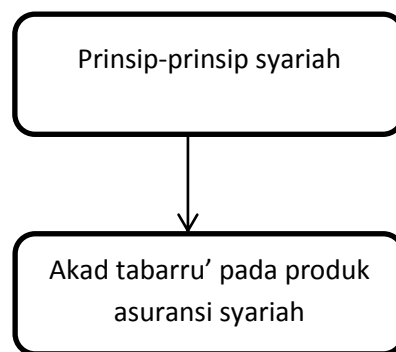 Prinsip-prinsip syariah
Akad tabarru’ pada produk
asuransi syariah